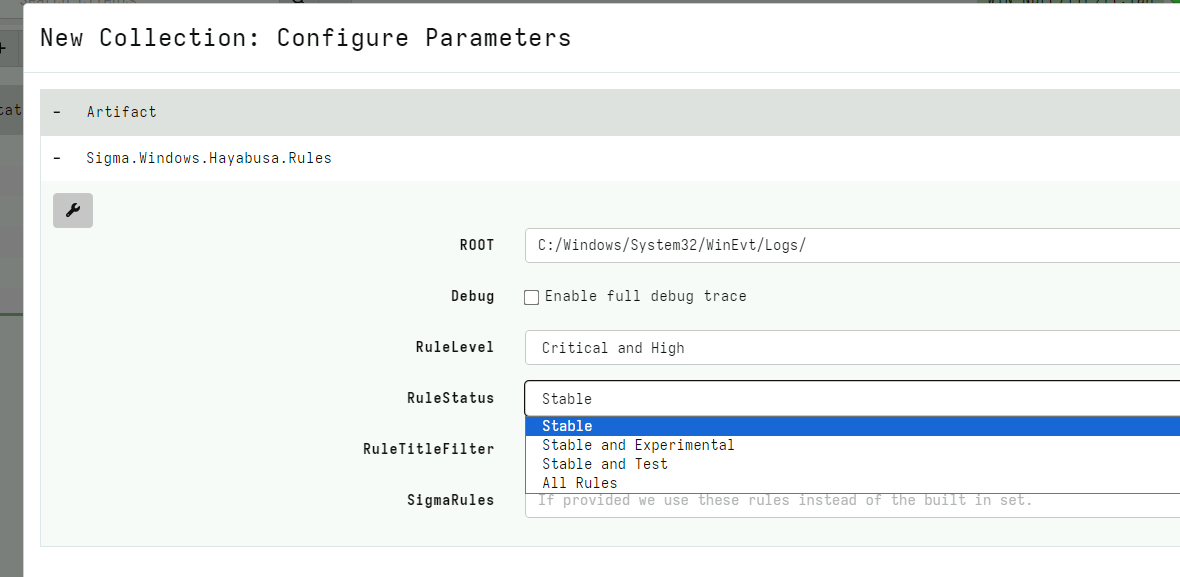 New Collection: Configure Parameters
- Artifact
- Sigma.Windows.Hayabusa.Rules
ROOT C:/Windows/System32/WinEvt/Logs/
Debug Enable full debug trace
RuleLevel Critical and High
RuleStatus Stable
Stable
RuleTitleFilter Stable and Experimental
Stable and Test
All Rules
SigmaRules If provided we use these rules instead of the built in set.